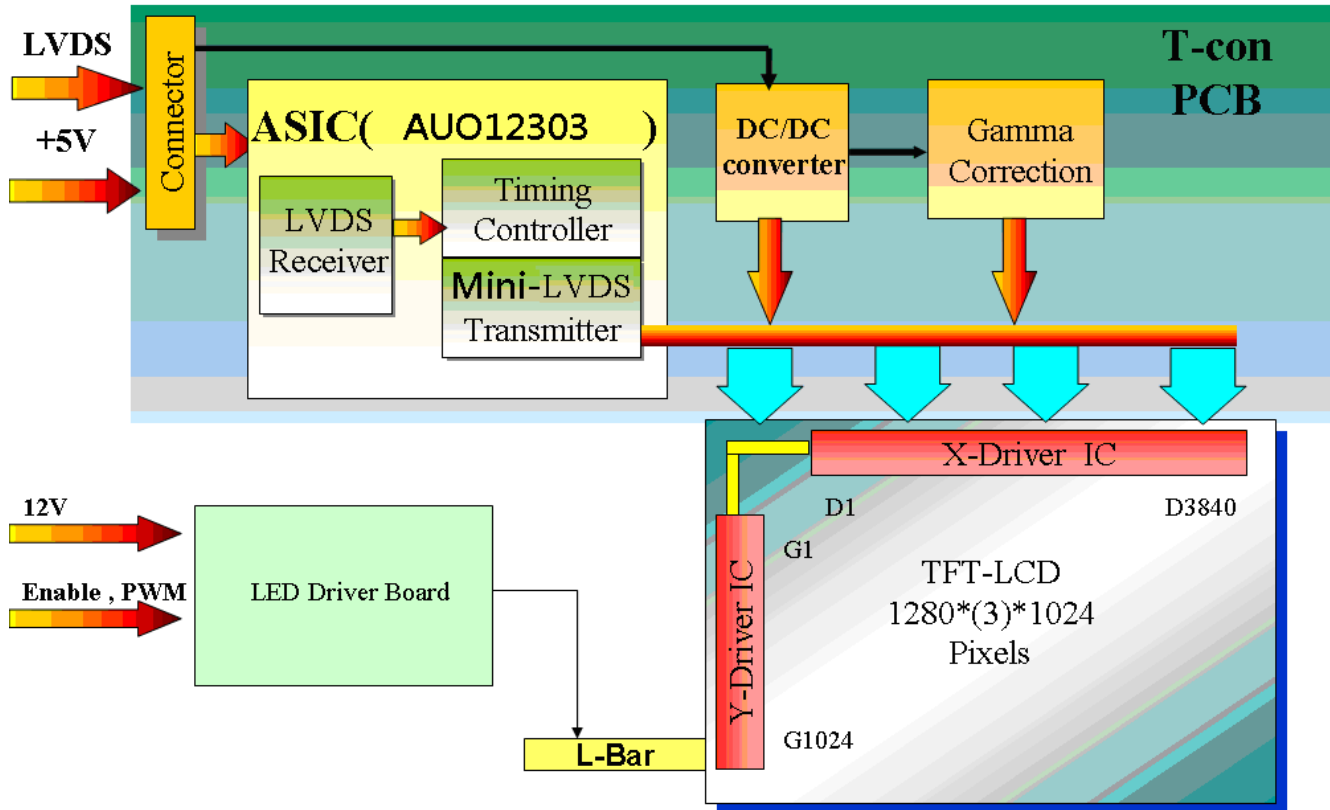 LVDS
+5V
Connector
T-con
PCB
ASIC( AUO12303 )
LVDS
Receiver
Timing
Controller
Mini-LVDS
Transmitter
DC/DC
converter
Gamma
Correction
X-Driver IC
D1
D3840
G1
Y-Driver IC
TFT-LCD
1280*(3)*1024
Pixels
G1024
12V
Enable , PWM
LED Driver Board
L-Bar